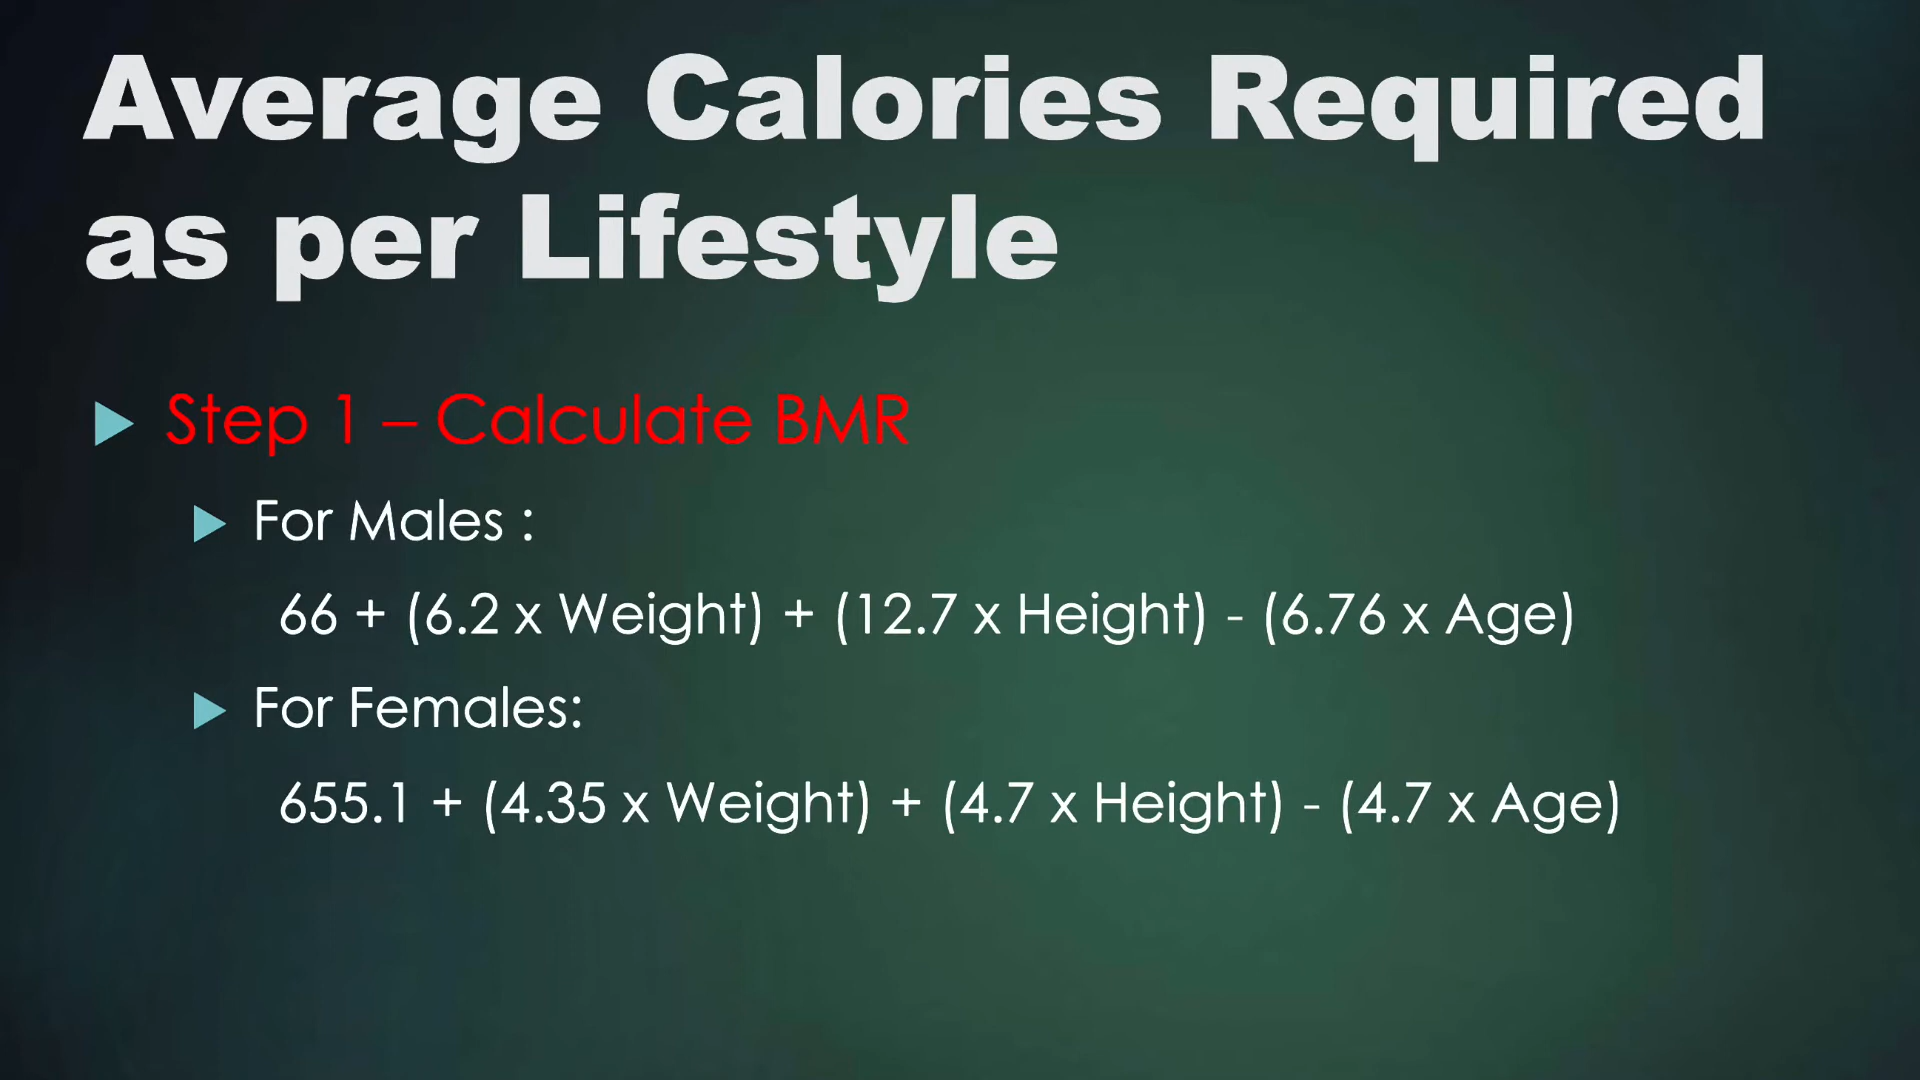 Average Calories Required
as per Lifestyle
Step 1 – Calculate BMR
For Males :
66 + (6.2 x Weight) + (12.7 x Height) - (6.76 x Age)
For Females:
655.1 + (4.35 x Weight) + (4.7 x Height) - (4.7 x Age)